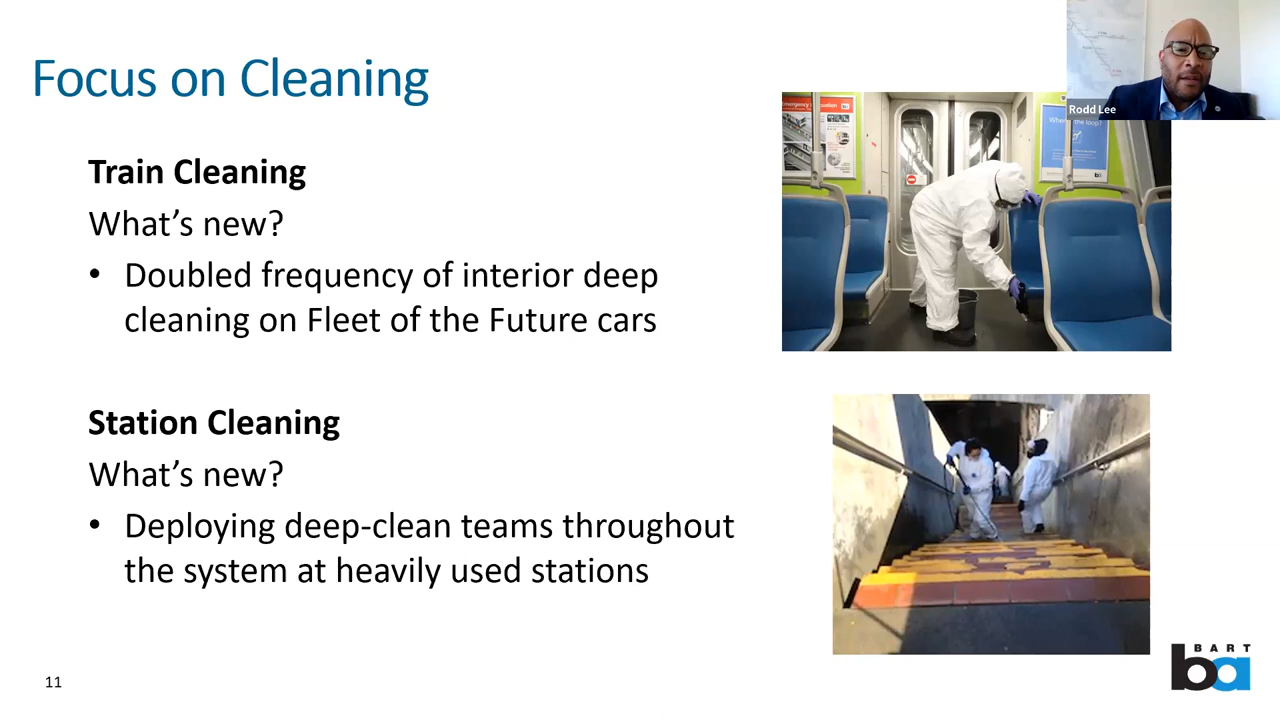 Focus on Cleaning
Rodd Lee
Train Cleaning
What’s new?
• Doubled frequency of interior deep
cleaning on Fleet of the Future cars
Station Cleaning
What’s new?
• Deploying deep-clean teams throughout
the system at heavily used stations
11
BART
ba